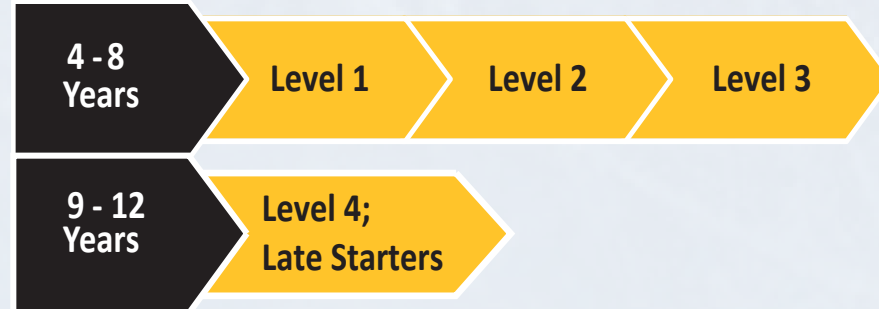 4 - 8
Years
Level 1
Level 2
Level 3
9 - 12
Years
Level 4;
Late Starters